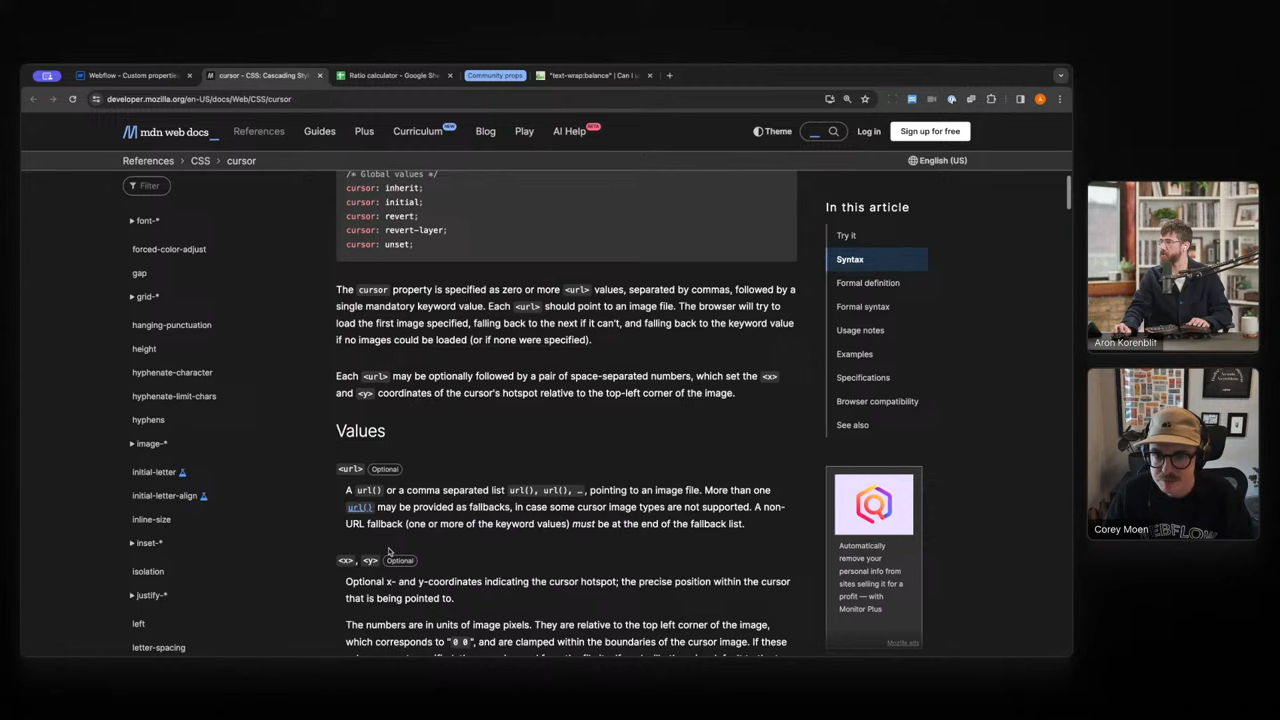 Webflow - Custom properties
cursor - CSS: Cascading Sty
Ratio calculator - Google She
Community props
"text-wrap:balance" | Can I u
developer.mozilla.org/en-US/docs/Web/CSS/cursor
A
mdn web docs_
References
Guides
Plus
Curriculum NEW
Blog
Play
AI Help BETA
Theme
Log in
Sign up for free
References
CSS
cursor
English (US)
Filter
font-*
forced-color-adjust
gap
grid-*
hanging-punctuation
height
hyphenate-character
hyphenate-limit-chars
hyphens
image-*
initial-letter
initial-letter-align
inline-size
inset-*
isolation
justify-*
left
letter-spacing
/* Global values */
cursor: inherit;
cursor: initial;
cursor: revert;
cursor: revert-layer;
cursor: unset;
The cursor property is specified as zero or more <url> values, separated by commas, followed by a
single mandatory keyword value. Each <url> should point to an image file. The browser will try to
load the first image specified, falling back to the next if it can't, and falling back to the keyword value
if no images could be loaded (or if none were specified).
Each <url> may be optionally followed by a pair of space-separated numbers, which set the <x>
and <y> coordinates of the cursor's hotspot relative to the top-left corner of the image.
Values
<url> Optional
A url() or a comma separated list url(), url(), …, pointing to an image file. More than one
url() may be provided as fallbacks, in case some cursor image types are not supported. A non-
URL fallback (one or more of the keyword values) must be at the end of the fallback list.
<x>, <y> Optional
Optional x- and y-coordinates indicating the cursor hotspot; the precise position within the cursor
that is being pointed to.
The numbers are in units of image pixels. They are relative to the top left corner of the image,
which corresponds to "0 0", and are clamped within the boundaries of the cursor image. If these
In this article
Try it
Syntax
Formal definition
Formal syntax
Usage notes
Examples
Specifications
Browser compatibility
See also
Automatically
remove your
personal info from
sites selling it for a
profit — with
Monitor Plus
Mozilla ads
Aron Korenblit
Corey Moen